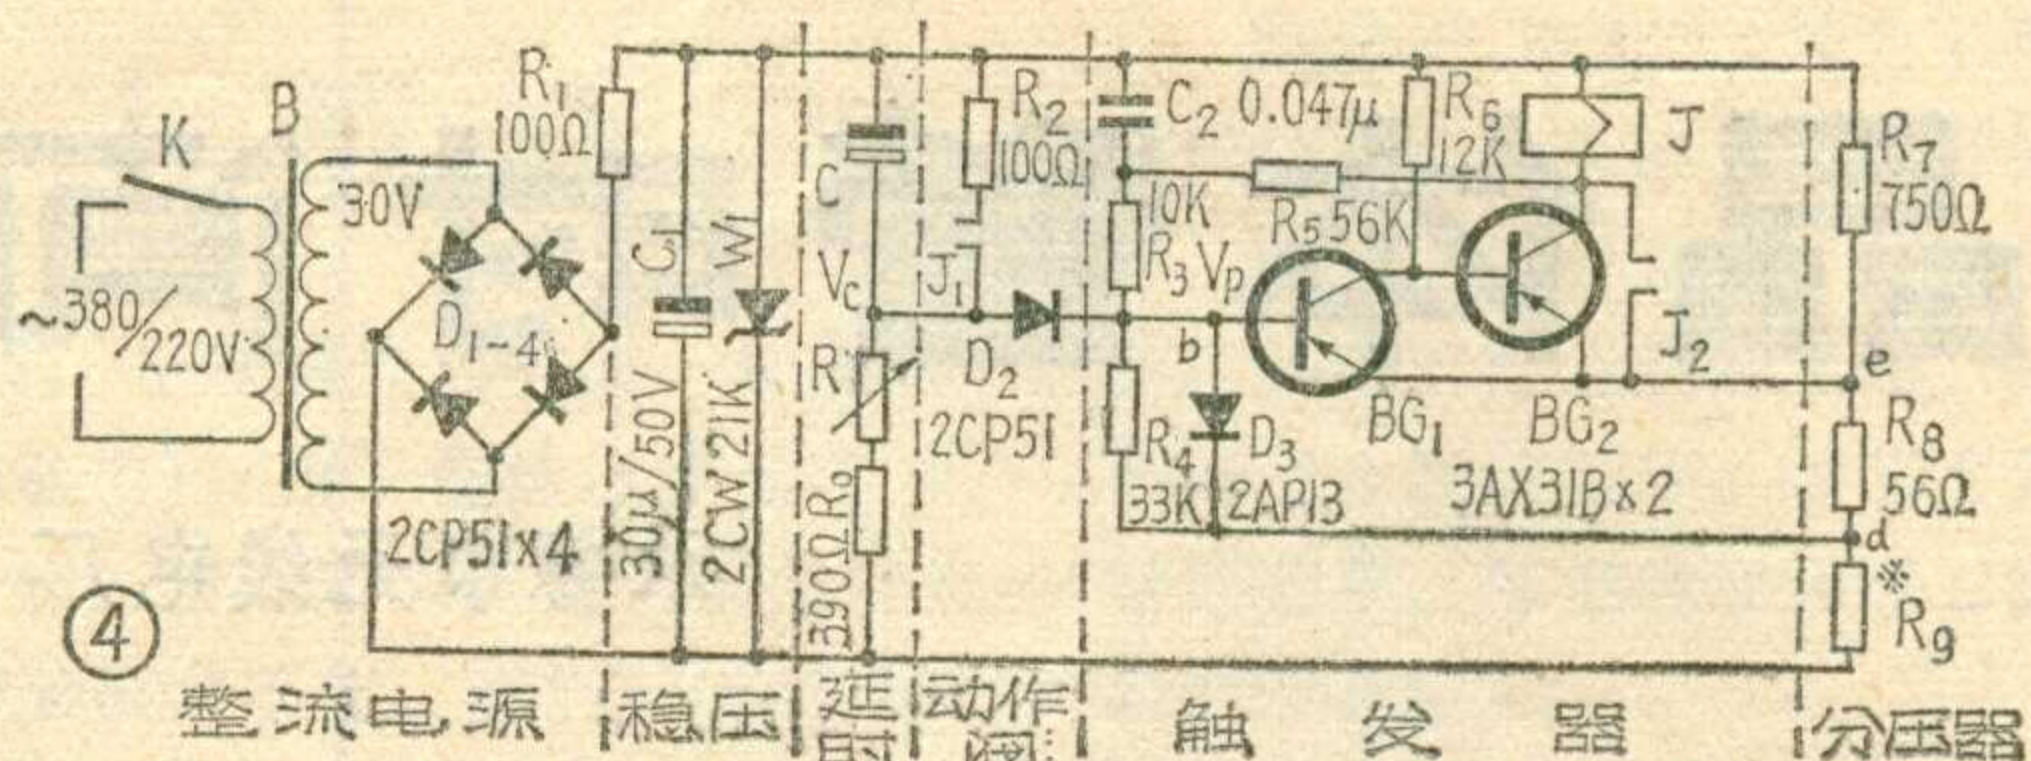 K
B
~380/220V
30V
D1-4
2CP51×4
R1
100Ω
C1
30μ/50V
W1
2CW21K
C
Vc
R
390Ω R0
R2
100Ω
J1
D2
2CP51
C2 0.047μ
10K
R3
Vp
R5 56K
b
R4
33K
D3
2AP13
R6
12K
BG1
BG2
3AX31B×2
J
J2
R7
750Ω
e
R8
56Ω
d
※
R9
④
整流电源
稳压
延时
动作阀
触发器
分压器